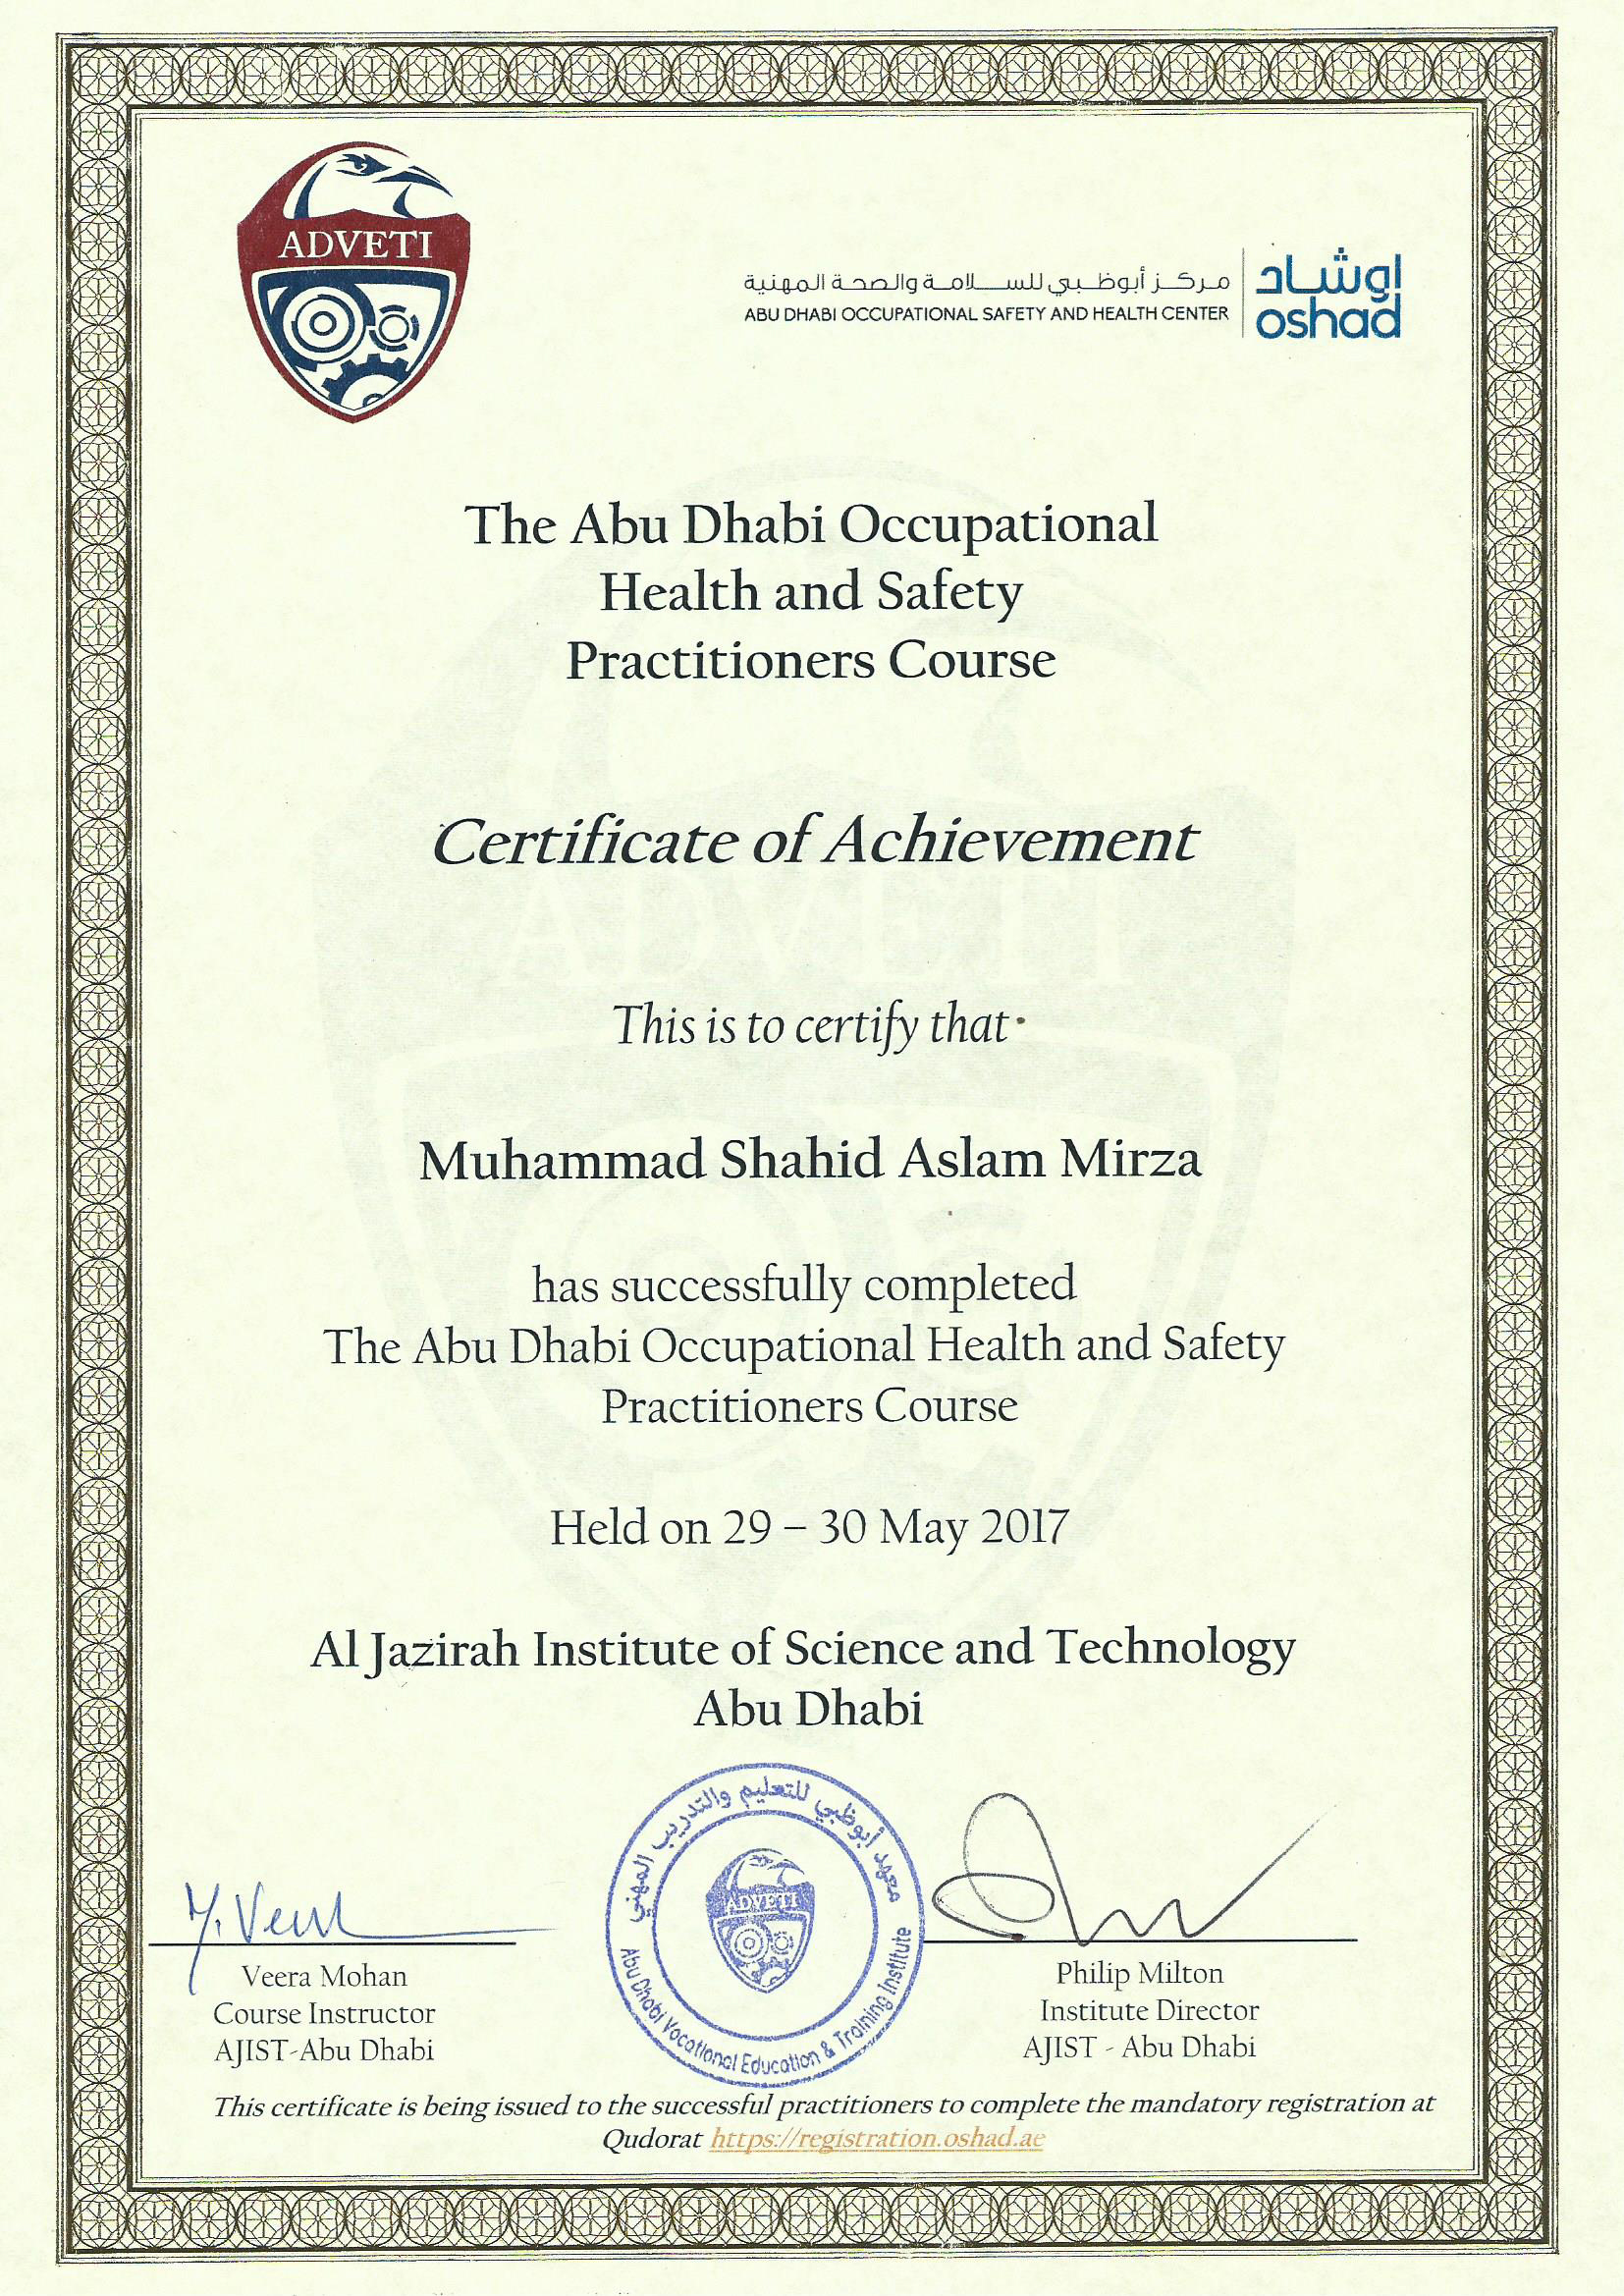 ADVETI
مركز أبوظبي للسلامة والصحة المهنية
ABU DHABI OCCUPATIONAL SAFETY AND HEALTH CENTER
اوشاد
oshad
The Abu Dhabi Occupational
Health and Safety
Practitioners Course
Certificate of Achievement
This is to certify that
Muhammad Shahid Aslam Mirza
has successfully completed
The Abu Dhabi Occupational Health and Safety
Practitioners Course
Held on 29 – 30 May 2017
Al Jazirah Institute of Science and Technology
Abu Dhabi
معهد أبوظبي للتعليم والتدريب المهني
ADVETI
Abu Dhabi Vocational Education & Training Institute
Veera Mohan
Course Instructor
AJIST-Abu Dhabi
Philip Milton
Institute Director
AJIST - Abu Dhabi
This certificate is being issued to the successful practitioners to complete the mandatory registration at
Qudorat https://registration.oshad.ae